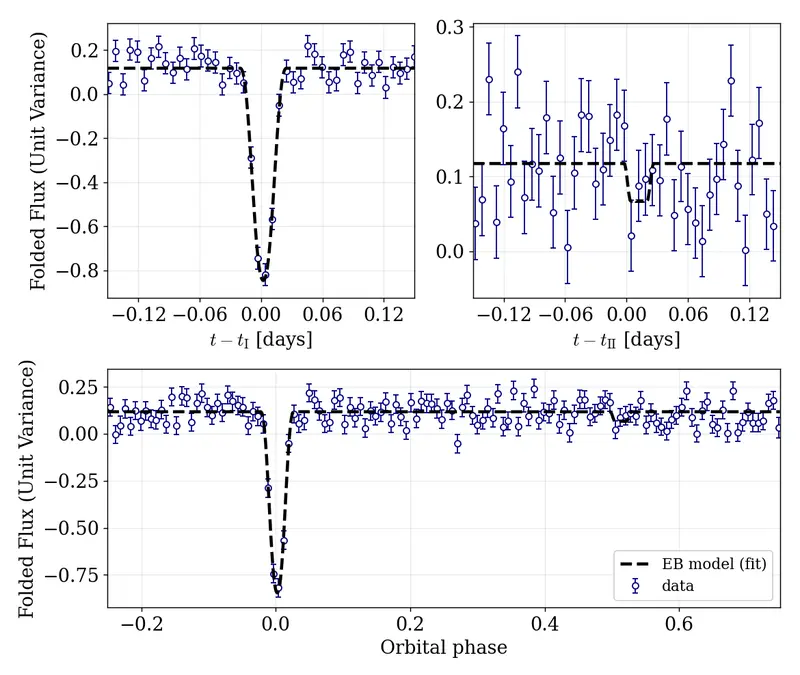 Folded Flux (Unit Variance)
0.2
0.0
−0.2
−0.4
−0.6
−0.8
−0.12 −0.06 0.00 0.06 0.12
t − tI [days]
0.3
0.2
0.1
0.0
−0.12 −0.06 0.00 0.06 0.12
t − tII [days]
Folded Flux (Unit Variance)
0.25
0.00
−0.25
−0.50
−0.75
EB model (fit)
data
−0.2 0.0 0.2 0.4 0.6
Orbital phase